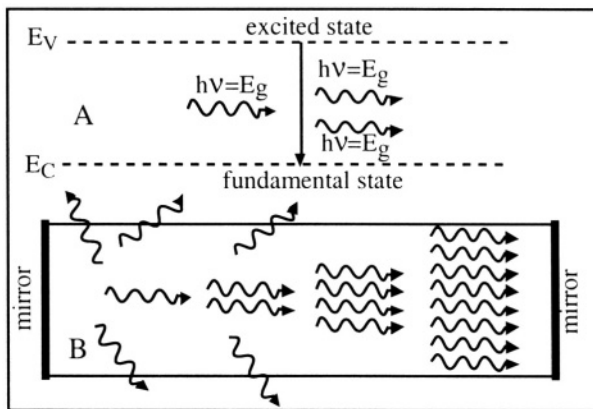 E_V excited state
hν=E_g hν=E_g
A
hν=E_g
E_C fundamental state
mirror
mirror
B